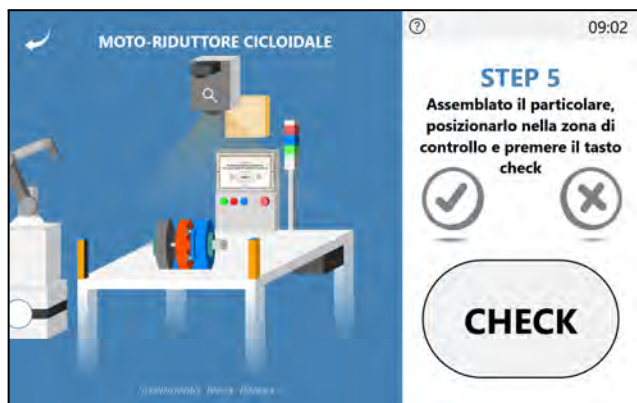 MOTO-RIDUTTORE CICLOIDALE
09:02
STEP 5
Assemblato il particolare,
posizionarlo nella zona di
controllo e premere il tasto
check
CHECK